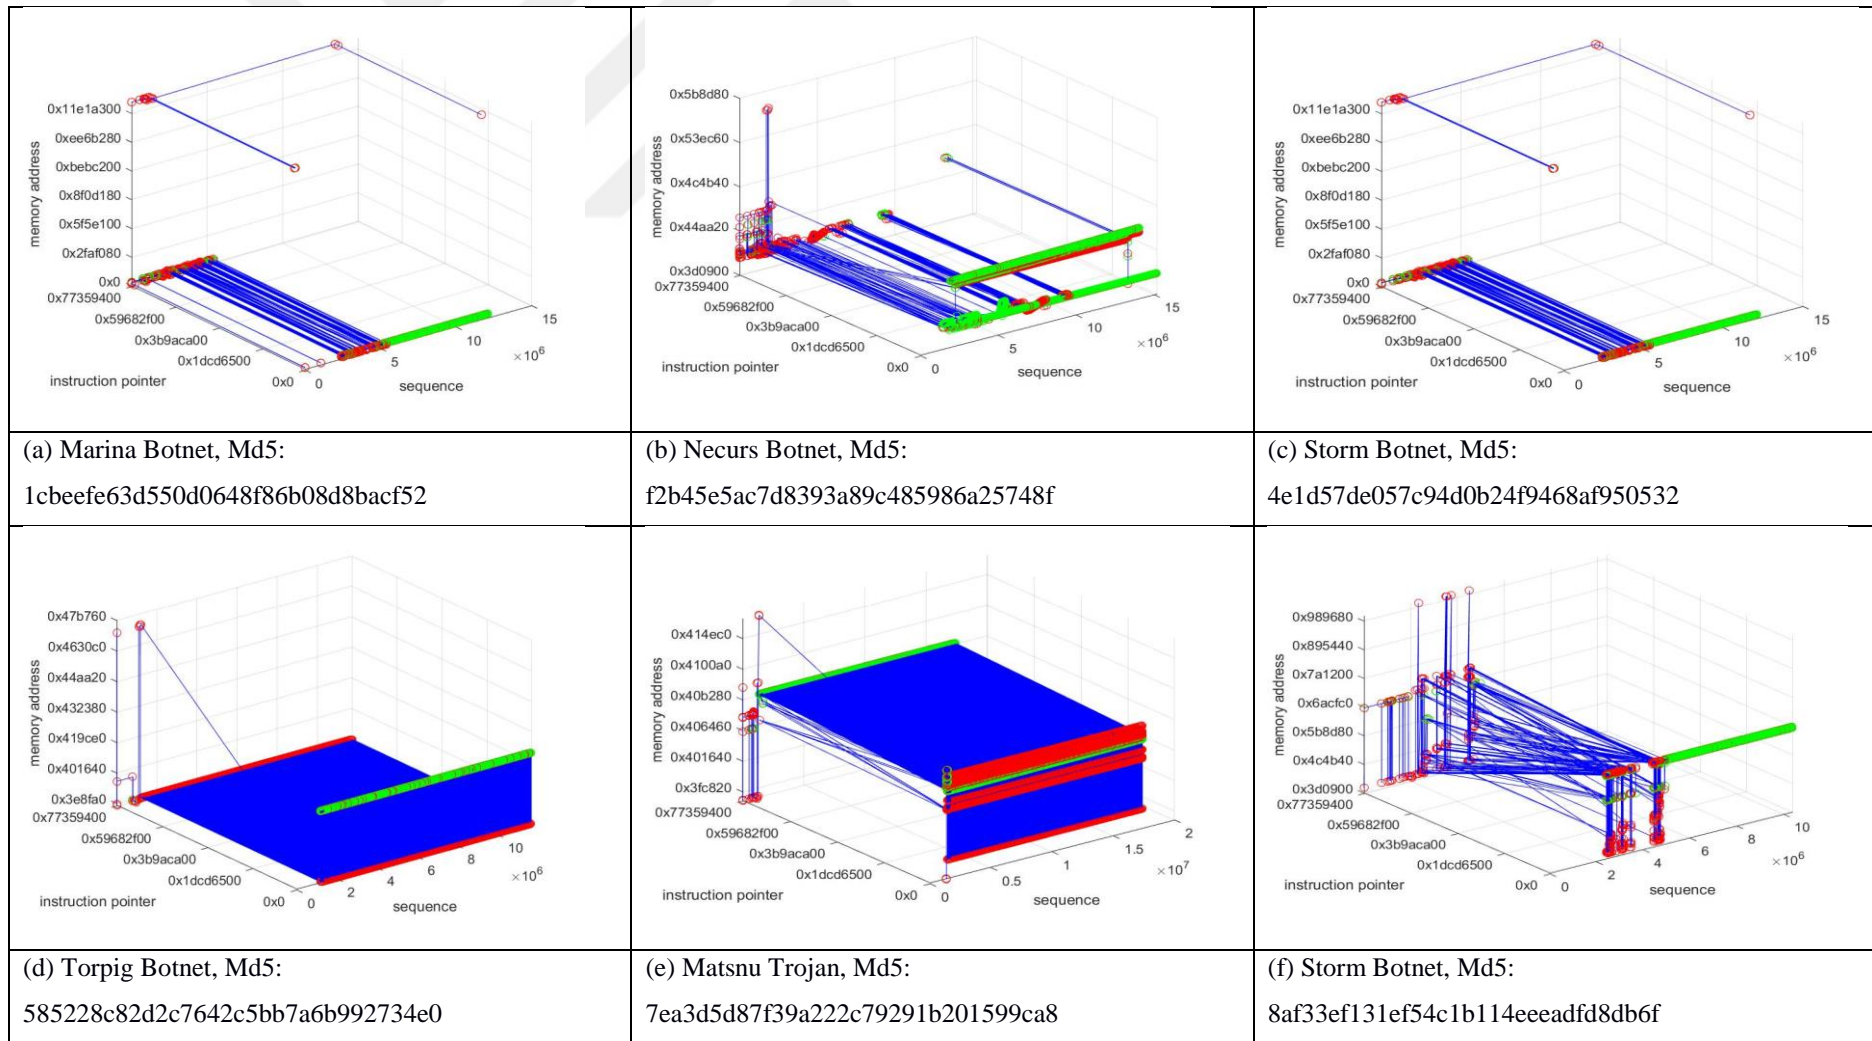 memory address
0x11e1a300
0xee6b280
0xbebc200
0x8f0d180
0x5f5e100
0x2faf080
0x0
0x77359400
0x59682f00
0x3b9aca00
0x1dcd6500
0x0
instruction pointer
0
5
10
15
×10^6
sequence
(a) Marina Botnet, Md5:
1cbeefe63d550d0648f86b08d8bacf52
memory address
0x5b8d80
0x53ec60
0x4c4b40
0x44aa20
0x3d0900
0x77359400
0x59682f00
0x3b9aca00
0x1dcd6500
0x0
instruction pointer
0
5
10
15
×10^6
sequence
(b) Necurs Botnet, Md5:
f2b45e5ac7d8393a89c485986a25748f
memory address
0x11e1a300
0xee6b280
0xbebc200
0x8f0d180
0x5f5e100
0x2faf080
0x0
0x77359400
0x59682f00
0x3b9aca00
0x1dcd6500
0x0
instruction pointer
0
5
10
15
×10^6
sequence
(c) Storm Botnet, Md5:
4e1d57de057c94d0b24f9468af950532
memory address
0x47b760
0x4630c0
0x44aa20
0x432380
0x419ce0
0x401640
0x3e8fa0
0x77359400
0x59682f00
0x3b9aca00
0x1dcd6500
0x0
instruction pointer
0
2
4
6
8
10
×10^6
sequence
(d) Torpig Botnet, Md5:
585228c82d2c7642c5bb7a6b992734e0
memory address
0x414ec0
0x4100a0
0x40b280
0x406460
0x401640
0x3fc820
0x77359400
0x59682f00
0x3b9aca00
0x1dcd6500
0x0
instruction pointer
0
0.5
1
1.5
2
×10^7
sequence
(e) Matsnu Trojan, Md5:
7ea3d5d87f39a222c79291b201599ca8
memory address
0x989680
0x895440
0x7a1200
0x6acfc0
0x5b8d80
0x4c4b40
0x3d0900
0x77359400
0x59682f00
0x3b9aca00
0x1dcd6500
0x0
instruction pointer
0
2
4
6
8
10
×10^6
sequence
(f) Storm Botnet, Md5:
8af33ef131ef54c1b114eeeadfd8db6f